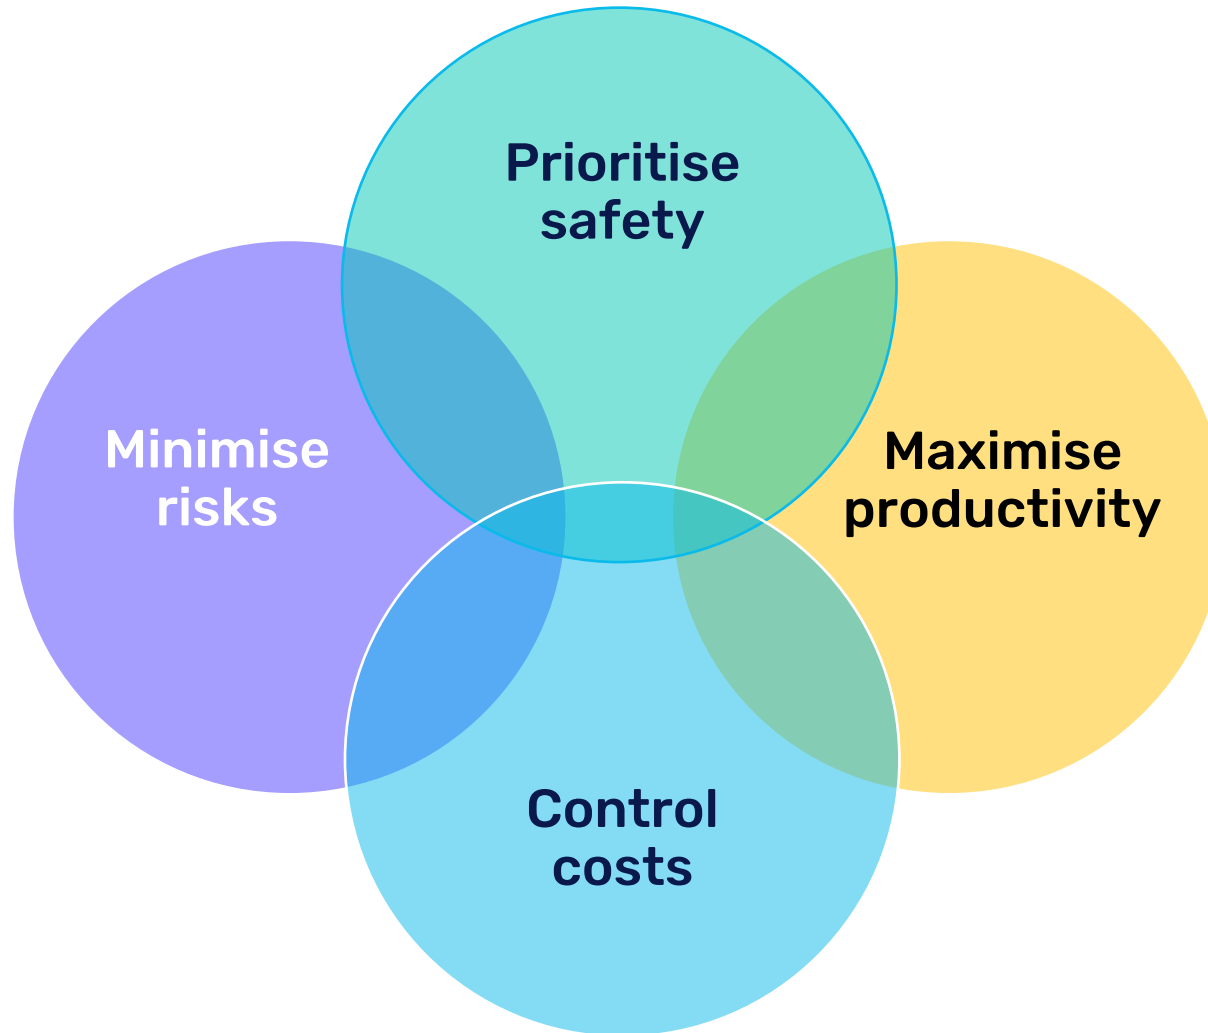 Prioritise
safety
Minimise
risks
Maximise
productivity
Control
costs